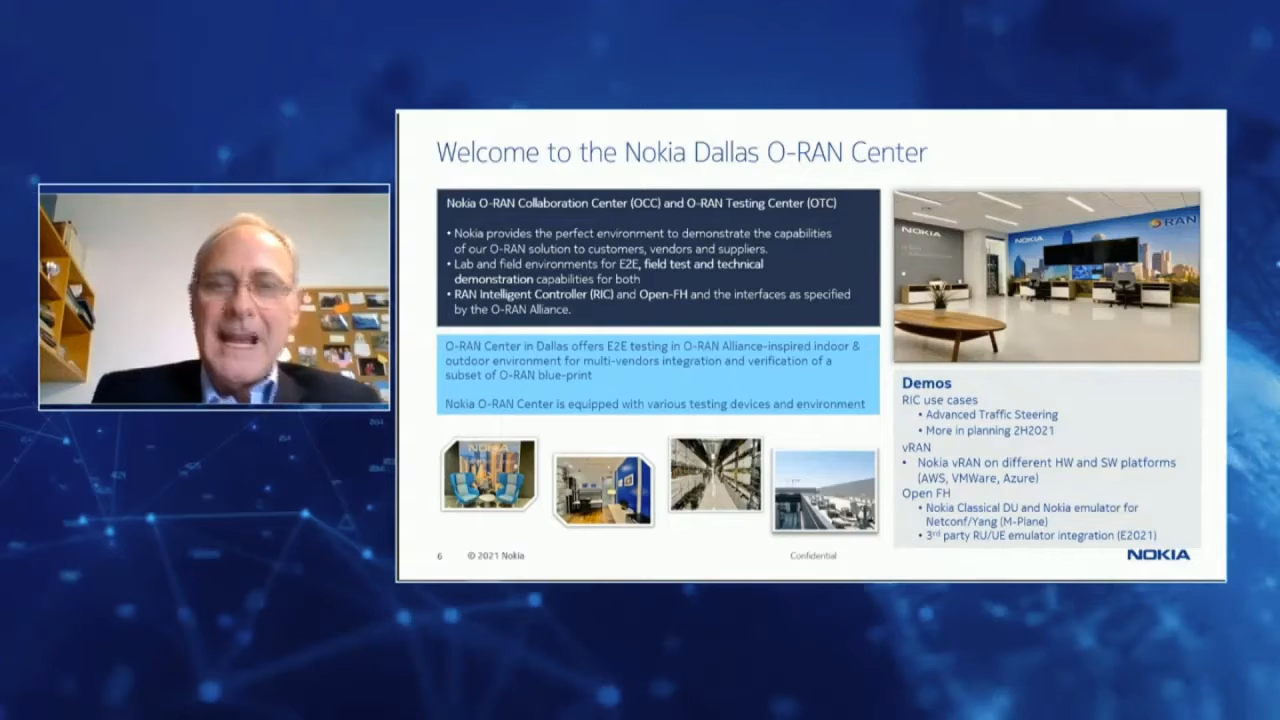 Welcome to the Nokia Dallas O-RAN Center
Nokia O-RAN Collaboration Center (OCC) and O-RAN Testing Center (OTC)
• Nokia provides the perfect environment to demonstrate the capabilities
of our O-RAN solution to customers, vendors and suppliers.
• Lab and field environments for E2E, field test and technical
demonstration capabilities for both
• RAN Intelligent Controller (RIC) and Open-FH and the interfaces as specified
by the O-RAN Alliance.
O-RAN Center in Dallas offers E2E testing in O-RAN Alliance-inspired indoor &
outdoor environment for multi-vendors integration and verification of a
subset of O-RAN blue-print
Nokia O-RAN Center is equipped with various testing devices and environment
NOKIA
NOKIA
NOKIA
O-RAN
Demos
RIC use cases
• Advanced Traffic Steering
• More in planning 2H2021
vRAN
• Nokia vRAN on different HW and SW platforms
(AWS, VMWare, Azure)
Open FH
• Nokia Classical DU and Nokia emulator for
Netconf/Yang (M-Plane)
• 3rd party RU/UE emulator integration (E2021)
6 © 2021 Nokia Confidential
NOKIA